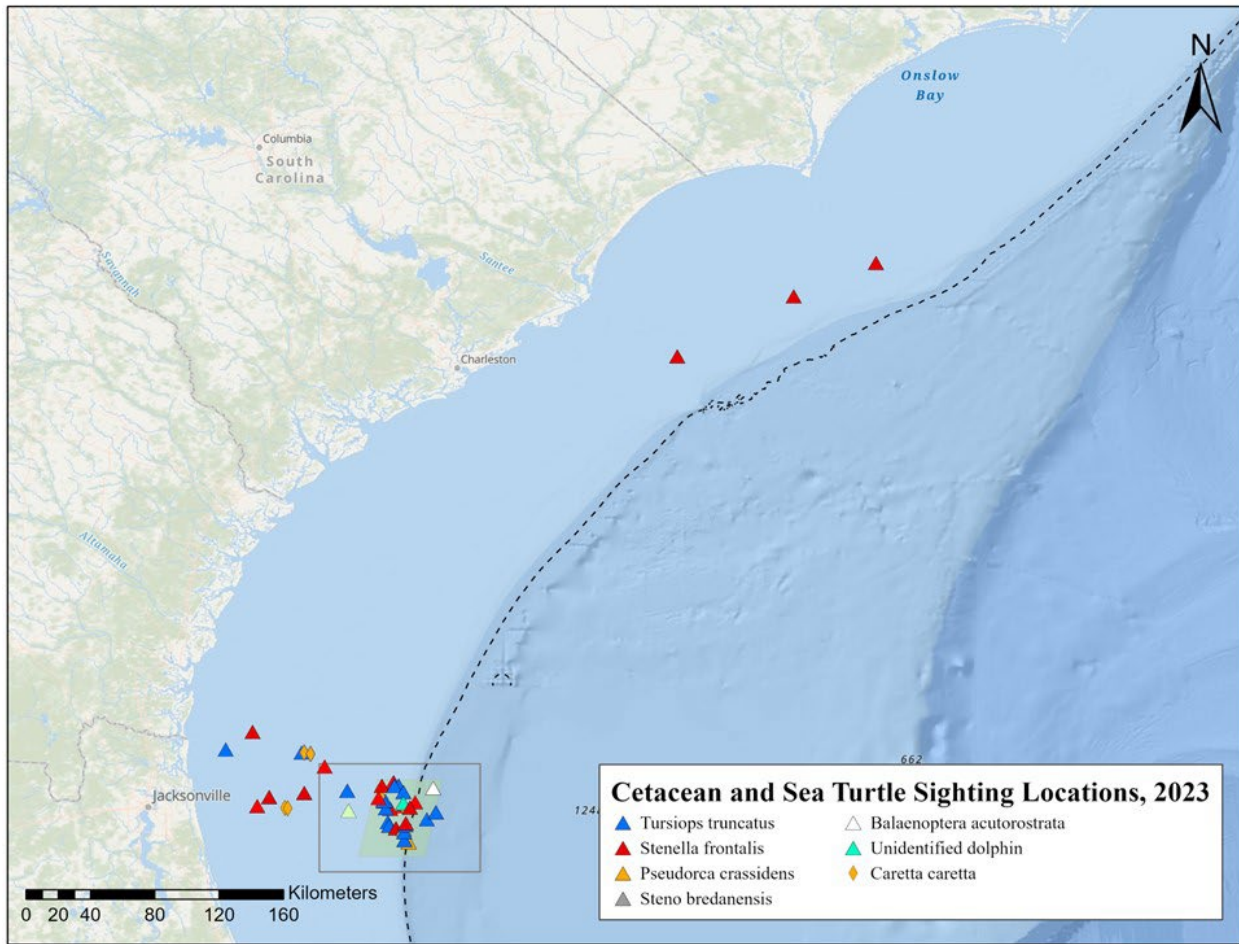 N
Onslow
Bay
Columbia
South
Carolina
Savannah
Santee
Charleston
Altamaha
Jacksonville
662
Cetacean and Sea Turtle Sighting Locations, 2023
Tursiops truncatus
Balaenoptera acutorostrata
Stenella frontalis
Unidentified dolphin
Pseudorca crassidens
Caretta caretta
Steno bredanensis
Kilometers
0 20 40 80 120 160